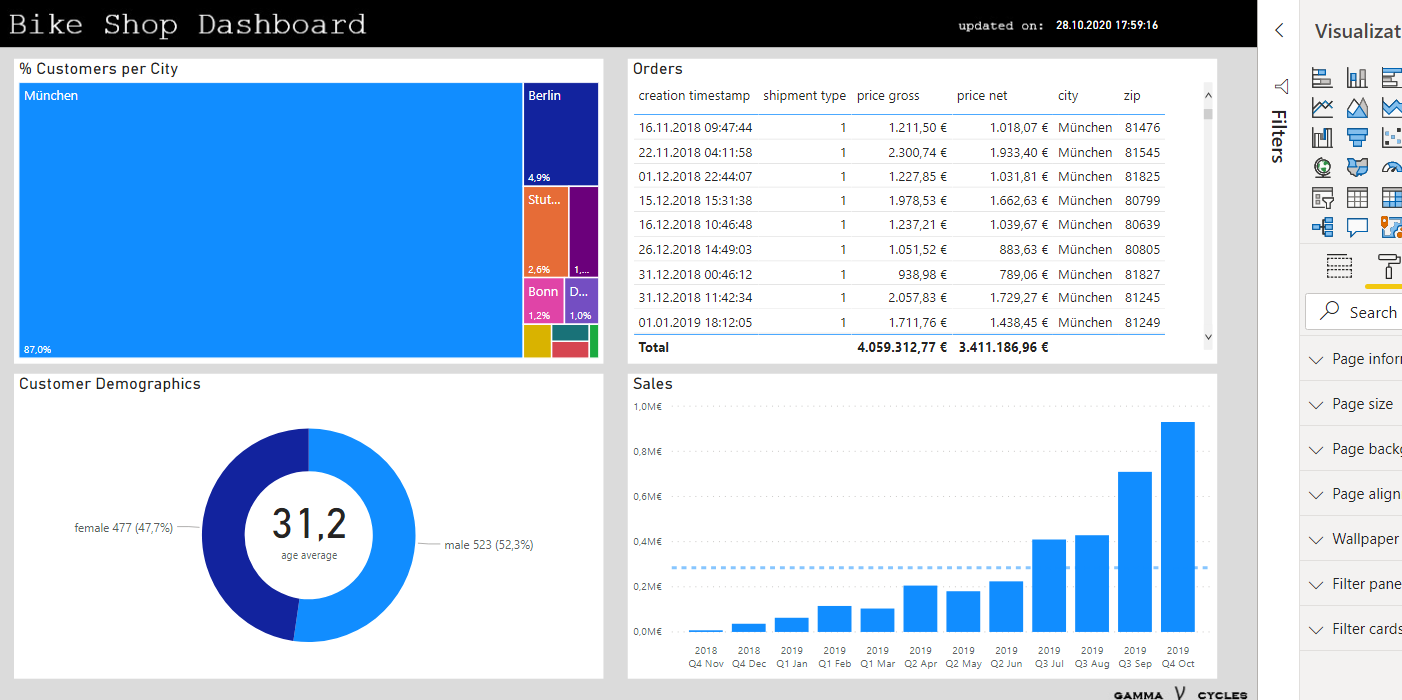 Bike Shop Dashboard
updated on: 28.10.2020 17:59:16
% Customers per City
München
87,0%
Berlin
4,9%
Stut...
2,6%
1,...
Bonn
1,2%
D...
1,0%
Orders
creation timestamp shipment type price gross price net city zip
16.11.2018 09:47:44 1 1.211,50 € 1.018,07 € München 81476
22.11.2018 04:11:58 1 2.300,74 € 1.933,40 € München 81545
01.12.2018 22:44:07 1 1.227,85 € 1.031,81 € München 81825
15.12.2018 15:31:38 1 1.978,53 € 1.662,63 € München 80799
16.12.2018 10:46:48 1 1.237,21 € 1.039,67 € München 80639
26.12.2018 14:49:03 1 1.051,52 € 883,63 € München 80805
31.12.2018 00:46:12 1 938,98 € 789,06 € München 81827
31.12.2018 11:42:34 1 2.057,83 € 1.729,27 € München 81245
01.01.2019 18:12:05 1 1.711,76 € 1.438,45 € München 81249
Total 4.059.312,77 € 3.411.186,96 €
Customer Demographics
female 477 (47,7%)
31,2
age average
male 523 (52,3%)
Sales
1,0M€
0,8M€
0,6M€
0,4M€
0,2M€
0,0M€
2018 2018 2019 2019 2019 2019 2019 2019 2019 2019 2019 2019
Q4 Nov Q4 Dec Q1 Jan Q1 Feb Q1 Mar Q2 Apr Q2 May Q2 Jun Q3 Jul Q3 Aug Q3 Sep Q4 Oct
GAMMA V CYCLES
Filters
Visualizat
Search
Page infor
Page size
Page backg
Page align
Wallpaper
Filter pane
Filter cards